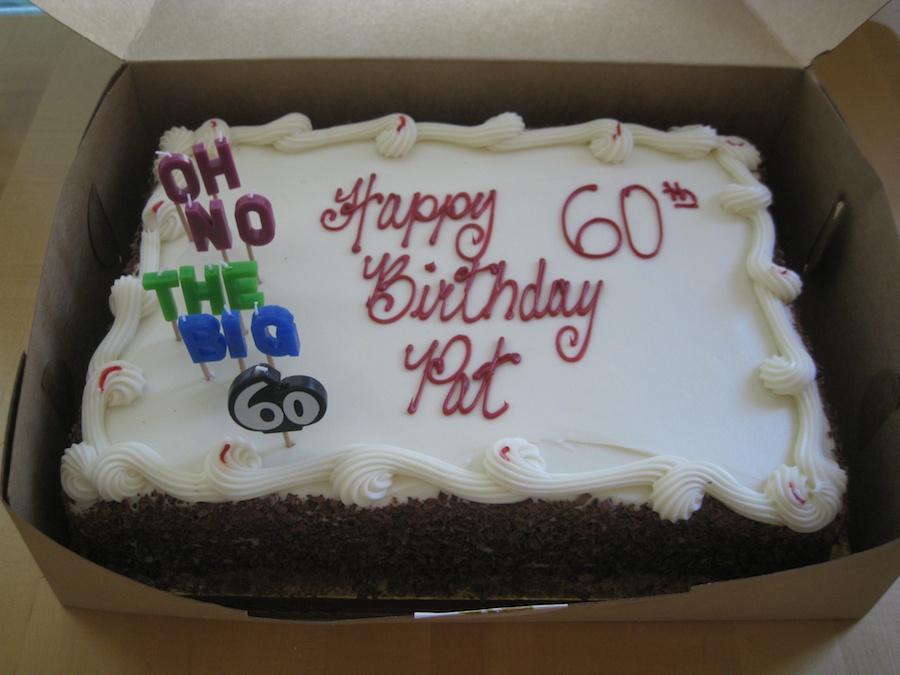 OH
NO
THE
BIG
60
Happy 60th
Birthday
Pat